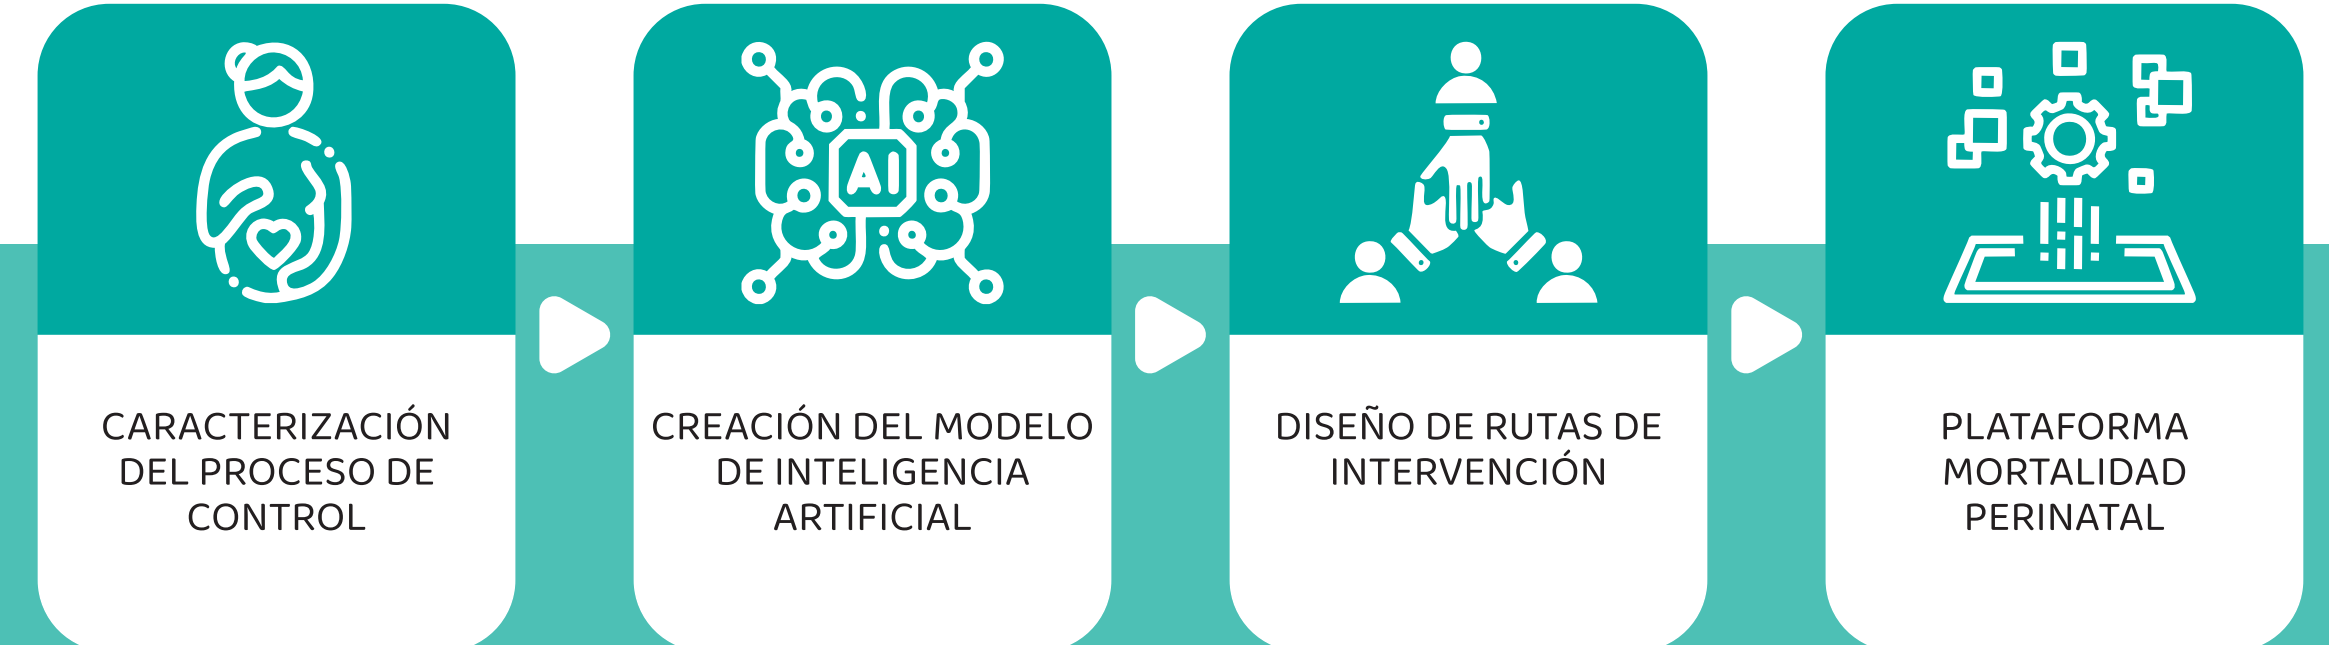 AI
CARACTERIZACIÓN
DEL PROCESO DE
CONTROL
CREACIÓN DEL MODELO
DE INTELIGENCIA
ARTIFICIAL
DISEÑO DE RUTAS DE
INTERVENCIÓN
PLATAFORMA
MORTALIDAD
PERINATAL